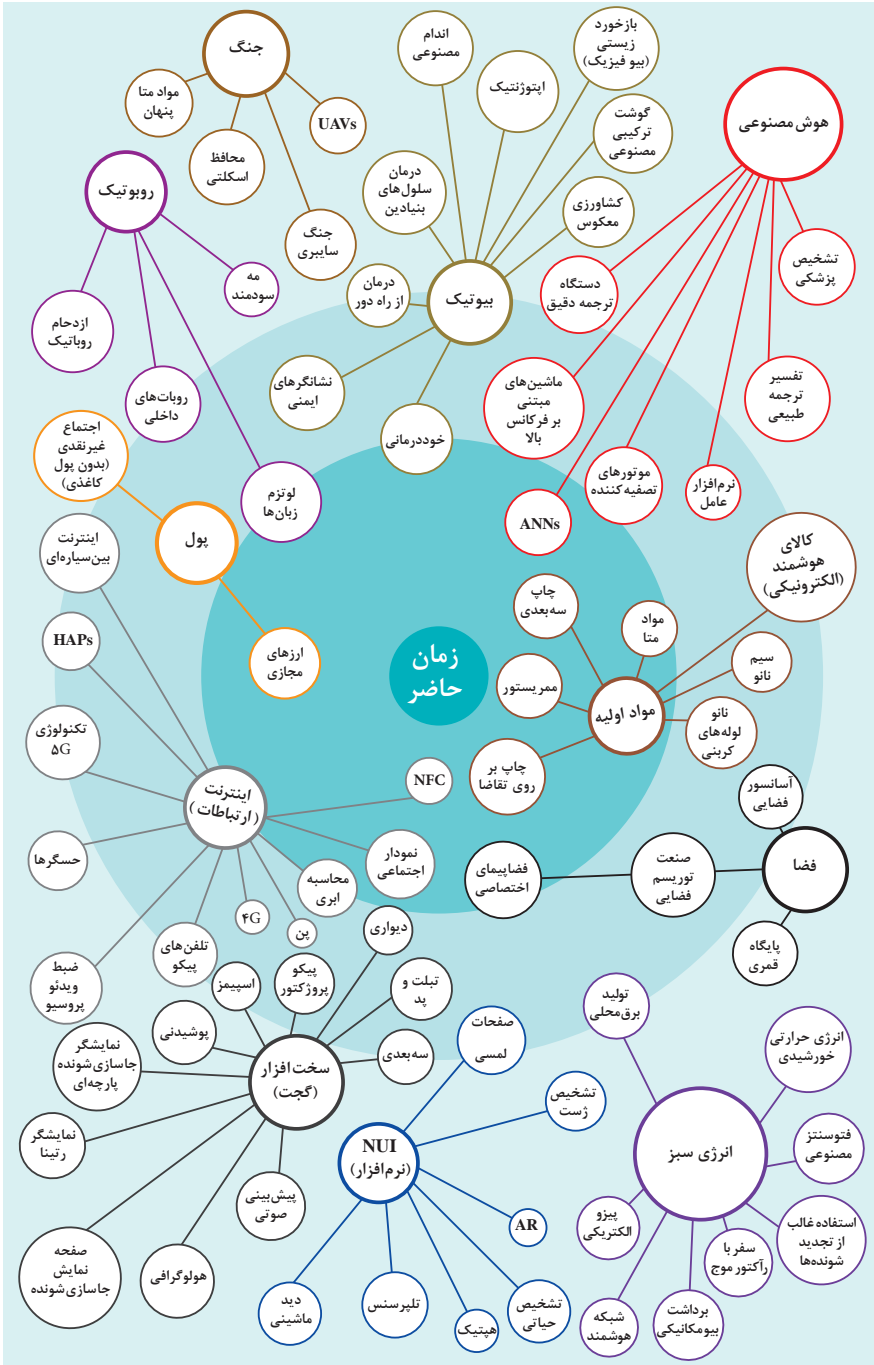 جنگ
مواد متا
پنهان
محافظ
اسکلتی
UAVs
جنگ
سایبری
اندام
مصنوعی
اپتوژنتیک
بازخورد
زیستی
(بیو فیزیک)
گوشت
ترکیبی
مصنوعی
کشاورزی
معکوس
درمان
سلول‌های
بنیادین
درمان
از راه دور
بیوتیک
نشانگرهای
ایمنی
خوددرمانی
هوش مصنوعی
تشخیص
پزشکی
دستگاه
ترجمه دقیق
تفسیر
ترجمه
طبیعی
ماشین‌های
مبتنی
بر فرکانس
بالا
موتورهای
تصفیه‌کننده
نرم‌افزار
عامل
ANNs
روبوتیک
مه
سودمند
ازدحام
روباتیک
روبات‌های
داخلی
لوتزم
زبان‌ها
اجتماع
غیرنقدی
(بدون پول
کاغذی)
پول
ارزهای
مجازی
زمان
حاضر
کالای
هوشمند
(الکترونیکی)
چاپ
سه‌بعدی
مواد
متا
سیم
نانو
ممریستور
مواد اولیه
نانو
لوله‌های
کربنی
چاپ بر
روی تقاضا
اینترنت
بین‌سیاره‌ای
HAPs
تکنولوژی
۵G
اینترنت
(ارتباطات)
NFC
حسگرها
نمودار
اجتماعی
محاسبه
ابری
۴G
پن
تلفن‌های
پیکو
ضبط
ویدئو
پروسیو
آسانسور
فضایی
فضا
صنعت
توریسم
فضایی
فضاپیمای
اختصاصی
پایگاه
قمری
دیواری
پیکو
پروژکتور
اسپیمز
تبلت و
پد
پوشیدنی
سه‌بعدی
سخت‌افزار
(گجت)
نمایشگر
جاسازی‌شونده
پارچه‌ای
نمایشگر
رتینا
پیش‌بینی
صوتی
هولوگرافی
صفحه
نمایش
جاسازی‌شونده
صفحات
لمسی
تشخیص
ژست
NUI
(نرم‌افزار)
AR
تشخیص
حیاتی
هپتیک
تلپرسنس
دید
ماشینی
تولید
برق‌محلی
انرژی حرارتی
خورشیدی
انرژی سبز
فتوسنتز
مصنوعی
استفاده غالب
از تجدید
شونده‌ها
پیزو
الکتریکی
سفر با
رآکتور موج
برداشت
بیومکانیکی
شبکه
هوشمند